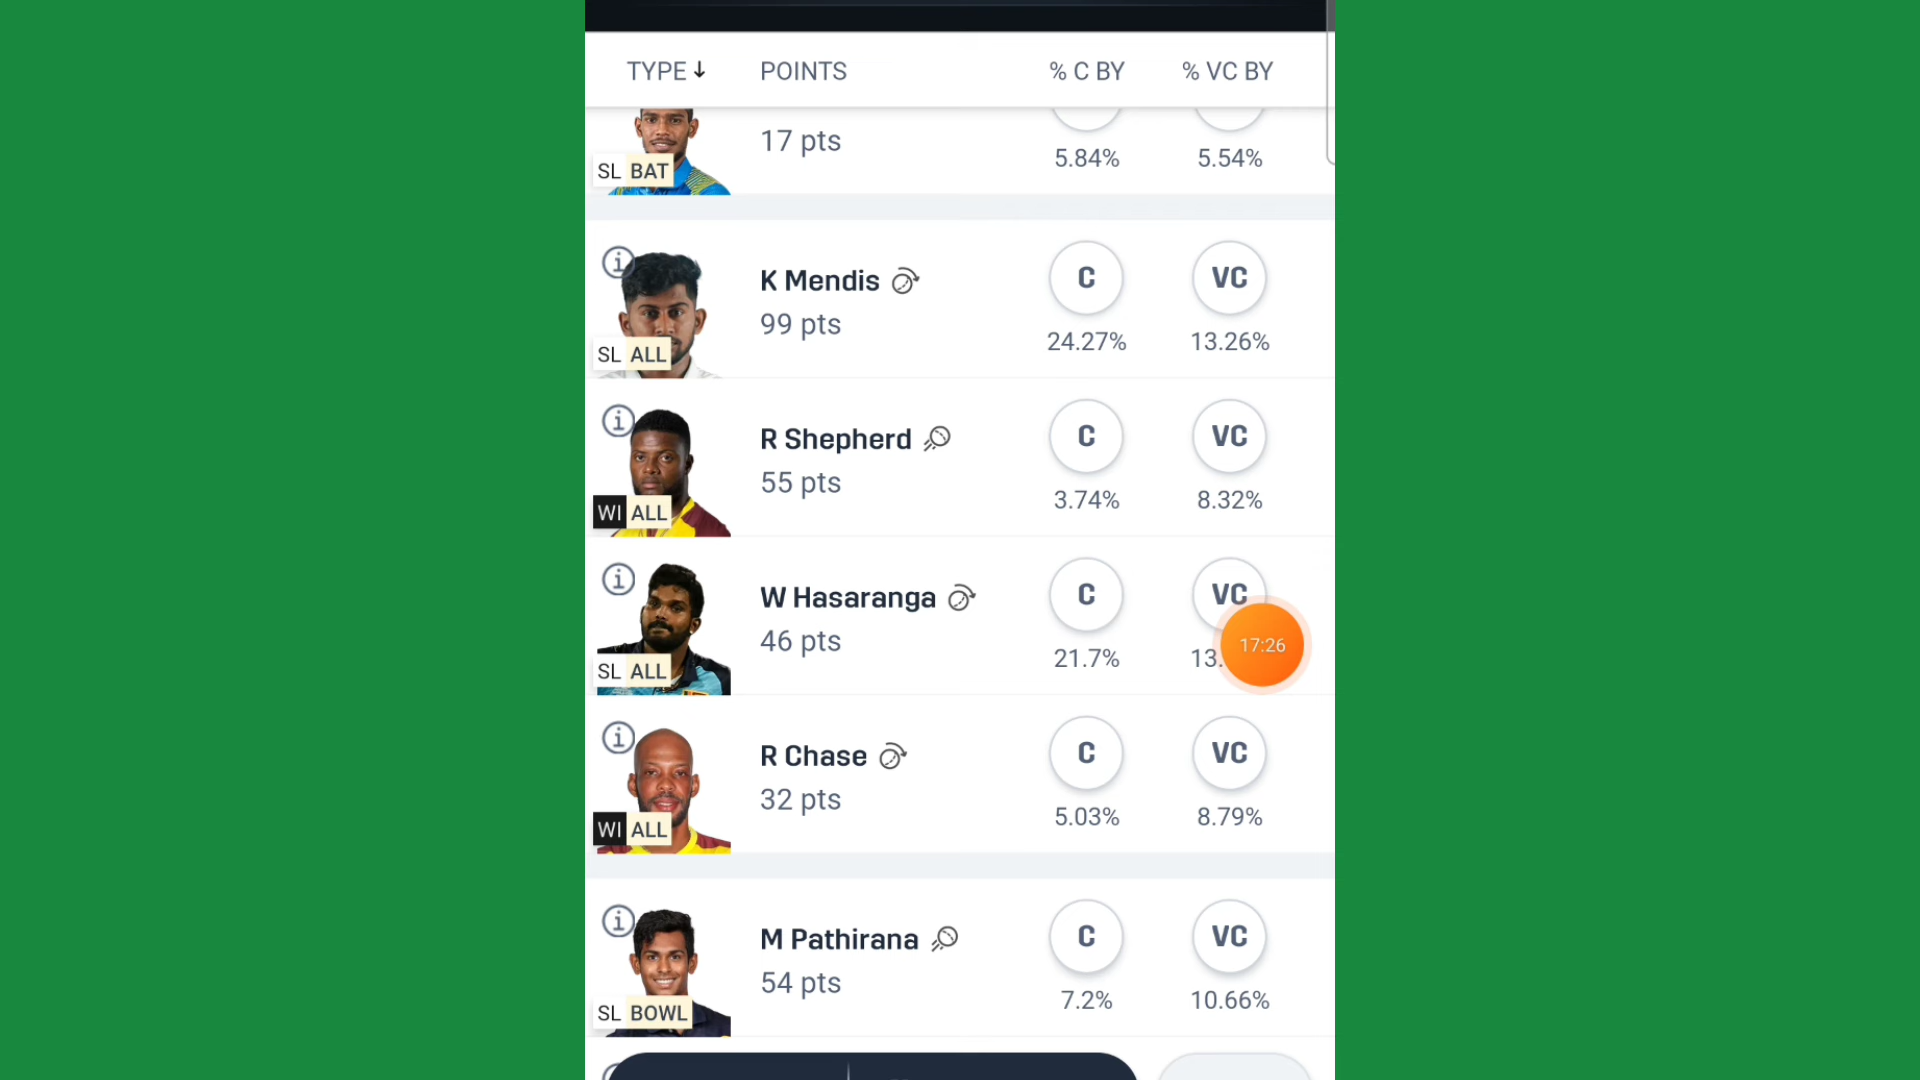 TYPE POINTS % C BY % VC BY
17 pts
5.84% 5.54%
SL BAT
K Mendis C VC
99 pts 24.27% 13.26%
SL ALL
R Shepherd C VC
55 pts 3.74% 8.32%
WI ALL
W Hasaranga C VC
46 pts 21.7% 13.
17:26
SL ALL
R Chase C VC
32 pts 5.03% 8.79%
WI ALL
M Pathirana C VC
54 pts 7.2% 10.66%
SL BOWL